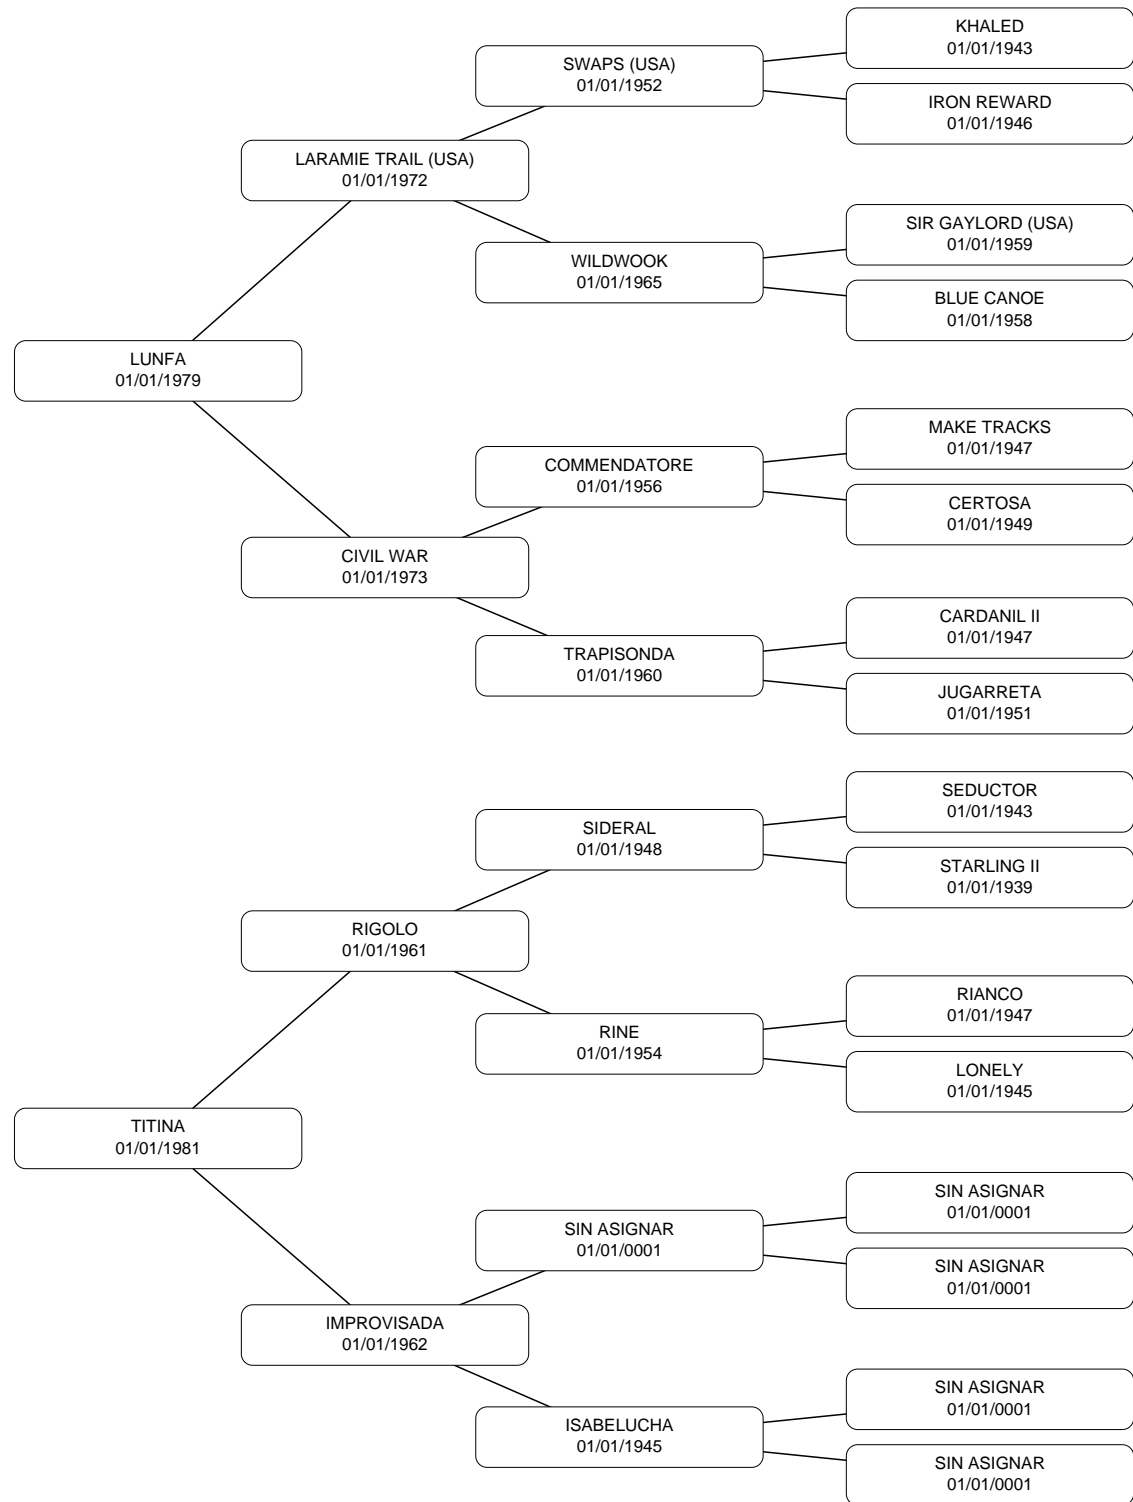 KHALED
01/01/1943
SWAPS (USA)
01/01/1952
IRON REWARD
01/01/1946
LARAMIE TRAIL (USA)
01/01/1972
SIR GAYLORD (USA)
01/01/1959
WILDWOOK
01/01/1965
BLUE CANOE
01/01/1958
LUNFA
01/01/1979
MAKE TRACKS
01/01/1947
COMMENDATORE
01/01/1956
CERTOSA
01/01/1949
CIVIL WAR
01/01/1973
CARDANIL II
01/01/1947
TRAPISONDA
01/01/1960
JUGARRETA
01/01/1951
SEDUCTOR
01/01/1943
SIDERAL
01/01/1948
STARLING II
01/01/1939
RIGOLO
01/01/1961
RIANCO
01/01/1947
RINE
01/01/1954
LONELY
01/01/1945
TITINA
01/01/1981
SIN ASIGNAR
01/01/0001
SIN ASIGNAR
01/01/0001
SIN ASIGNAR
01/01/0001
IMPROVISADA
01/01/1962
SIN ASIGNAR
01/01/0001
ISABELUCHA
01/01/1945
SIN ASIGNAR
01/01/0001